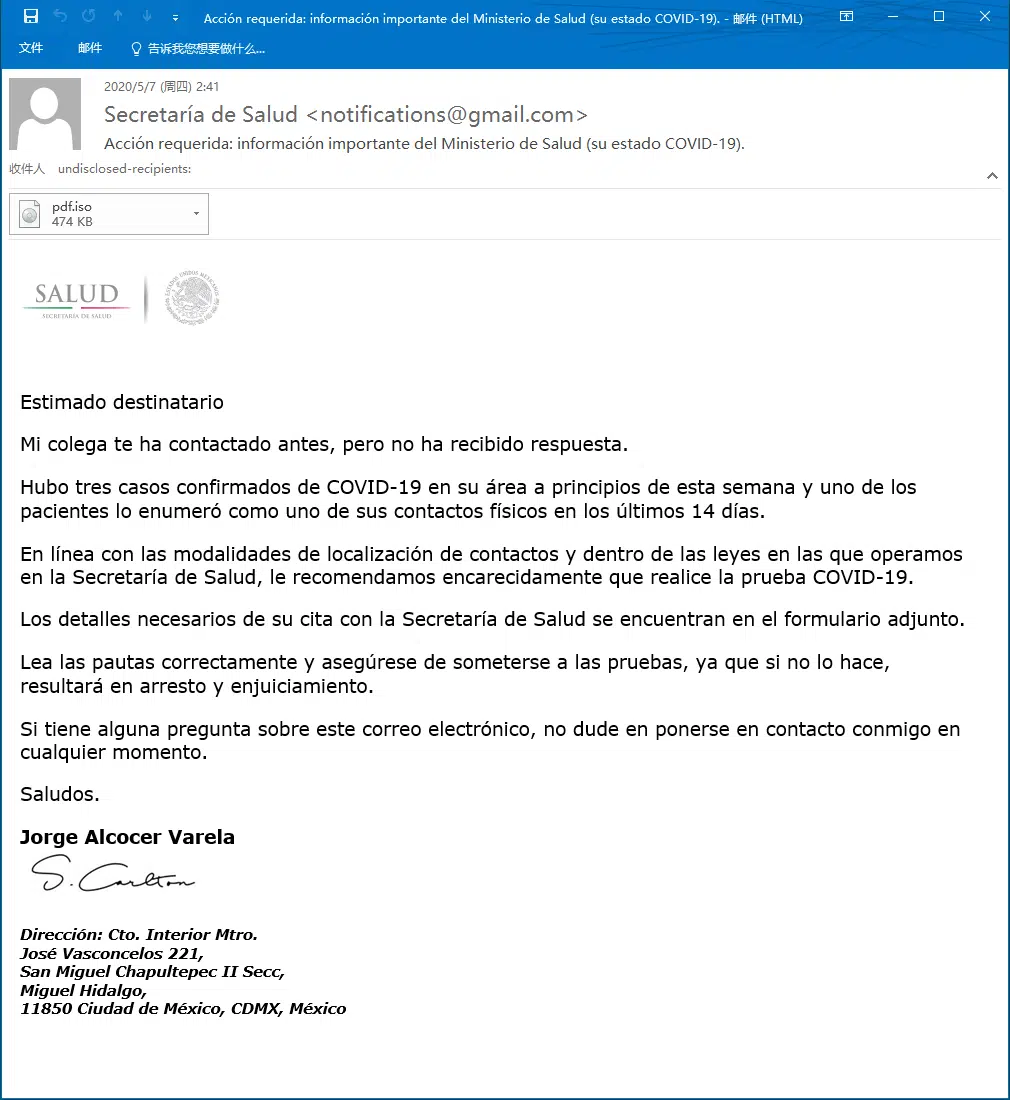 Acción requerida: información importante del Ministerio de Salud (su estado COVID-19). - 邮件 (HTML)
文件 邮件 告诉我您想要做什么...
2020/5/7 (周四) 2:41
Secretaría de Salud <notifications@gmail.com>
Acción requerida: información importante del Ministerio de Salud (su estado COVID-19).
收件人 undisclosed-recipients:
pdf.iso
474 KB
SALUD
SECRETARÍA DE SALUD
ESTADOS UNIDOS MEXICANOS
Estimado destinatario
Mi colega te ha contactado antes, pero no ha recibido respuesta.
Hubo tres casos confirmados de COVID-19 en su área a principios de esta semana y uno de los
pacientes lo enumeró como uno de sus contactos físicos en los últimos 14 días.
En línea con las modalidades de localización de contactos y dentro de las leyes en las que operamos
en la Secretaría de Salud, le recomendamos encarecidamente que realice la prueba COVID-19.
Los detalles necesarios de su cita con la Secretaría de Salud se encuentran en el formulario adjunto.
Lea las pautas correctamente y asegúrese de someterse a las pruebas, ya que si no lo hace,
resultará en arresto y enjuiciamiento.
Si tiene alguna pregunta sobre este correo electrónico, no dude en ponerse en contacto conmigo en
cualquier momento.
Saludos.
Jorge Alcocer Varela
S. Carlton
Dirección: Cto. Interior Mtro.
José Vasconcelos 221,
San Miguel Chapultepec II Secc,
Miguel Hidalgo,
11850 Ciudad de México, CDMX, México